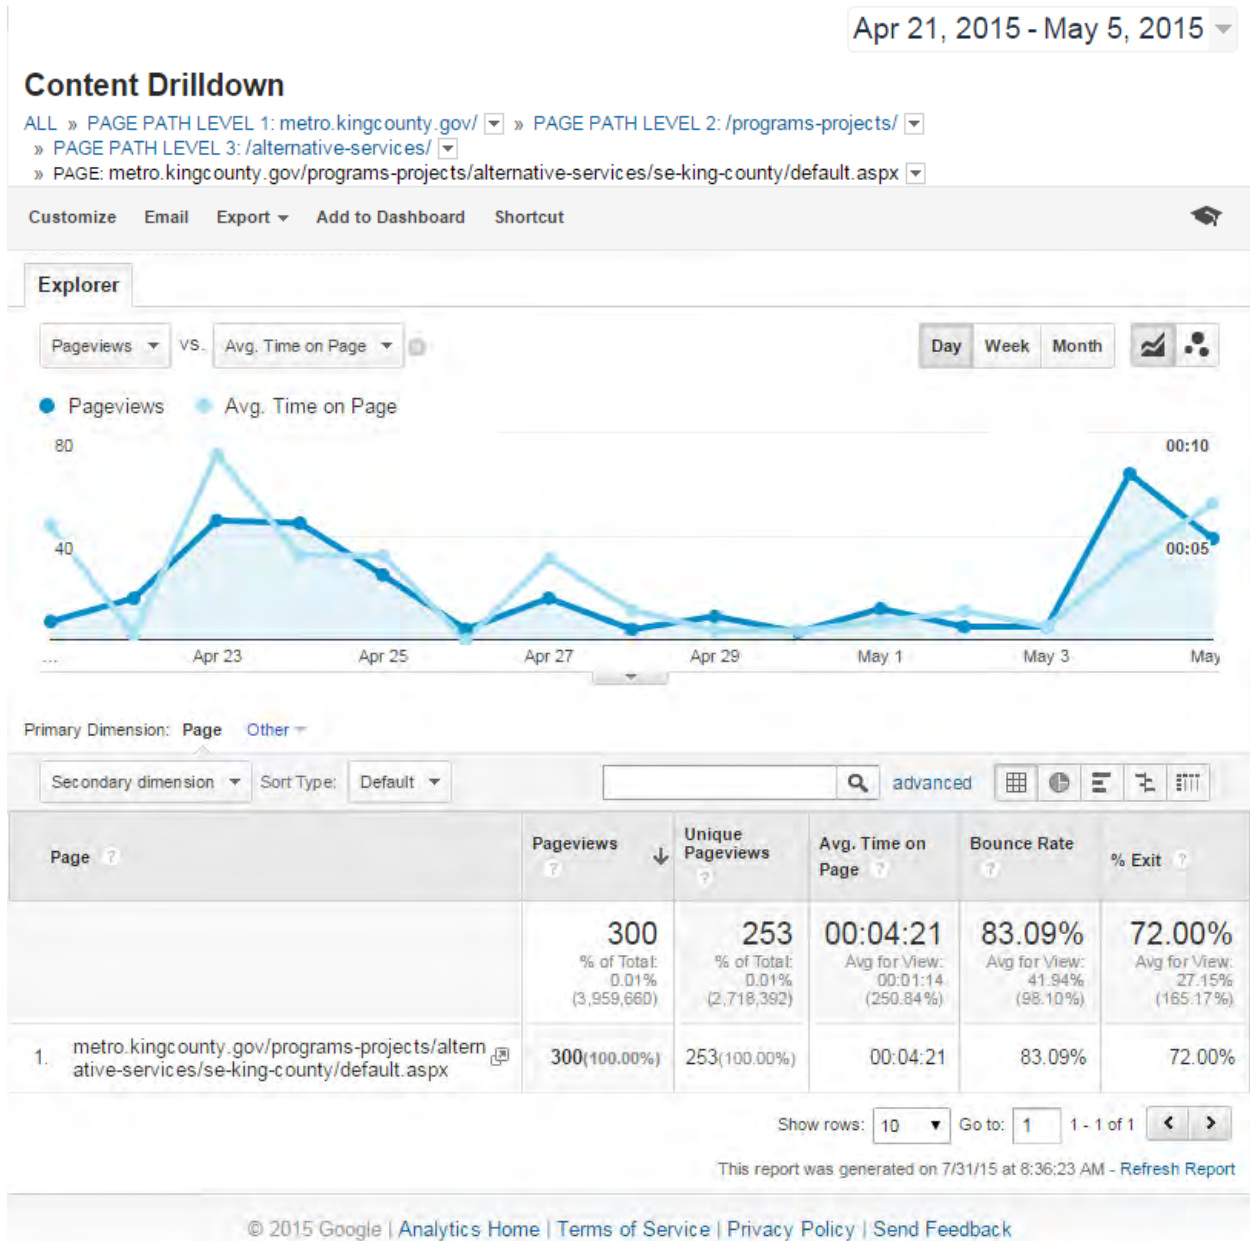 Apr 21, 2015 - May 5, 2015
Content Drilldown
ALL » PAGE PATH LEVEL 1: metro.kingcounty.gov/ » PAGE PATH LEVEL 2: /programs-projects/
» PAGE PATH LEVEL 3: /alternative-services/
» PAGE: metro.kingcounty.gov/programs-projects/alternative-services/se-king-county/default.aspx
Customize Email Export Add to Dashboard Shortcut
Explorer
Pageviews VS. Avg. Time on Page
Day Week Month
Pageviews Avg. Time on Page
80 00:10
40 00:05
... Apr 23 Apr 25 Apr 27 Apr 29 May 1 May 3 May
Primary Dimension: Page Other
Secondary dimension Sort Type: Default advanced
Page ? Pageviews ? Unique Pageviews ? Avg. Time on Page ? Bounce Rate ? % Exit ?
300 253 00:04:21 83.09% 72.00%
% of Total: % of Total: Avg for View: Avg for View: Avg for View:
0.01% 0.01% 00:01:14 41.94% 27.15%
(3,959,660) (2,718,392) (250.84%) (98.10%) (165.17%)
1. metro.kingcounty.gov/programs-projects/altern
ative-services/se-king-county/default.aspx
300(100.00%) 253(100.00%) 00:04:21 83.09% 72.00%
Show rows: 10 Go to: 1 1 - 1 of 1
This report was generated on 7/31/15 at 8:36:23 AM - Refresh Report
© 2015 Google | Analytics Home | Terms of Service | Privacy Policy | Send Feedback